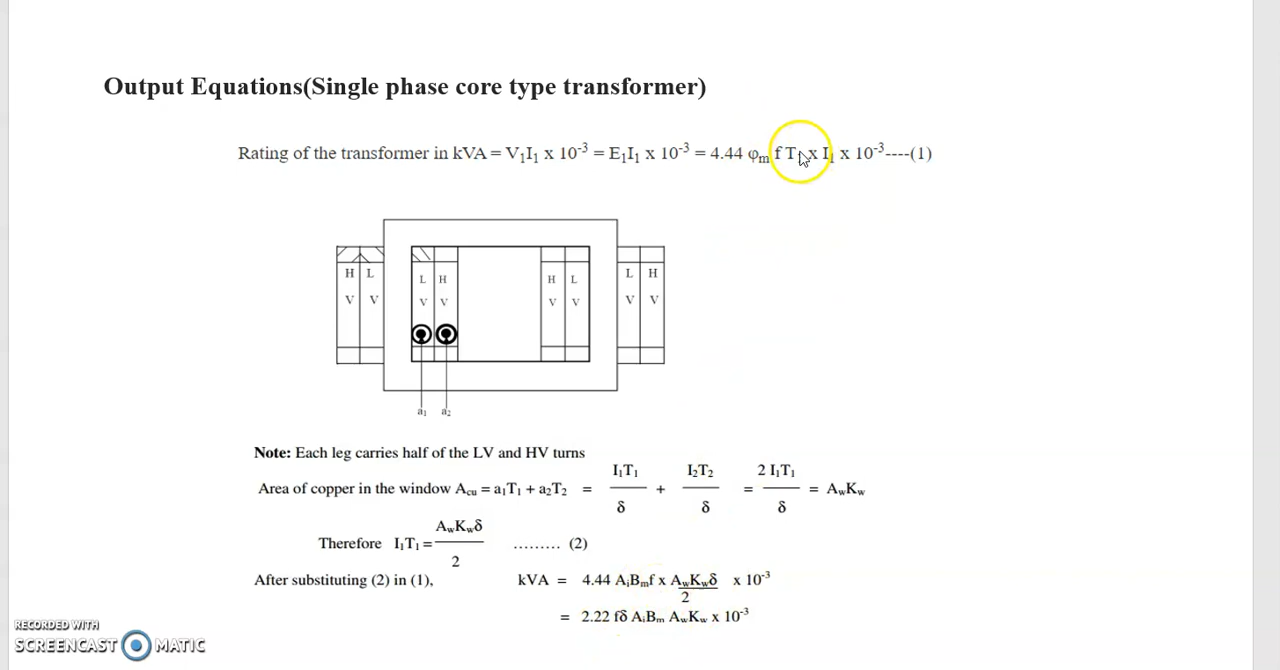 Output Equations(Single phase core type transformer)
Rating of the transformer in kVA = V₁I₁ x 10⁻³ = E₁I₁ x 10⁻³ = 4.44 φₘ f T₁ x I₁ x 10⁻³----(1)
H L L H H L L H
V V V V V V V V
a₁ a₂
Note: Each leg carries half of the LV and HV turns
I₁T₁ I₂T₂ 2 I₁T₁
Area of copper in the window Acu = a₁T₁ + a₂T₂ = + = = AwKw
δ δ δ
AwKwδ
Therefore I₁T₁ = ......... (2)
2
After substituting (2) in (1), kVA = 4.44 AᵢBₘf x AwKwδ x 10⁻³
2
= 2.22 fδ AᵢBₘ AwKw x 10⁻³
RECORDED WITH
SCREENCAST MATIC